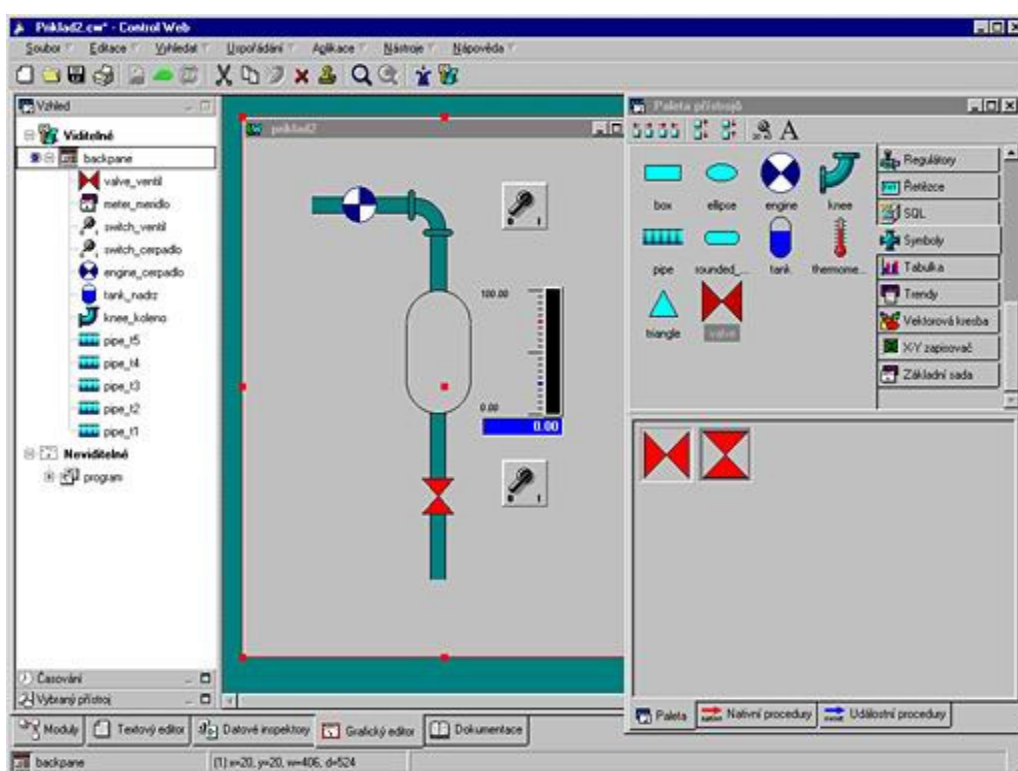 Priklad2.cw* - Control Web
Soubor Editace Vyhledat Uspořádání Aplikace Nástroje Nápověda
Vzhled
Viditelné
backpane
valve_ventil
meter_meridlo
switch_ventil
switch_cerpadlo
engine_cerpadlo
tank_nadrz
knee_koleno
pipe_t5
pipe_t4
pipe_t3
pipe_t2
pipe_t1
Neviditelné
program
Časování
Vybraný přístroj
priklad2
0 1
100.00
0.00
0.00
0 1
Paleta přístrojů
A
box ellipse engine knee
pipe rounded_... tank thermome...
triangle valve
Regulátory
Řetězce
SQL
Symboly
Tabulka
Trendy
Vektorová kresba
X-Y zapisovač
Základní sada
Paleta Nativní procedury Událostní procedury
Moduly Textový editor Datové inspektory Grafický editor Dokumentace
backpane (1) x=20, y=20, w=406, d=524